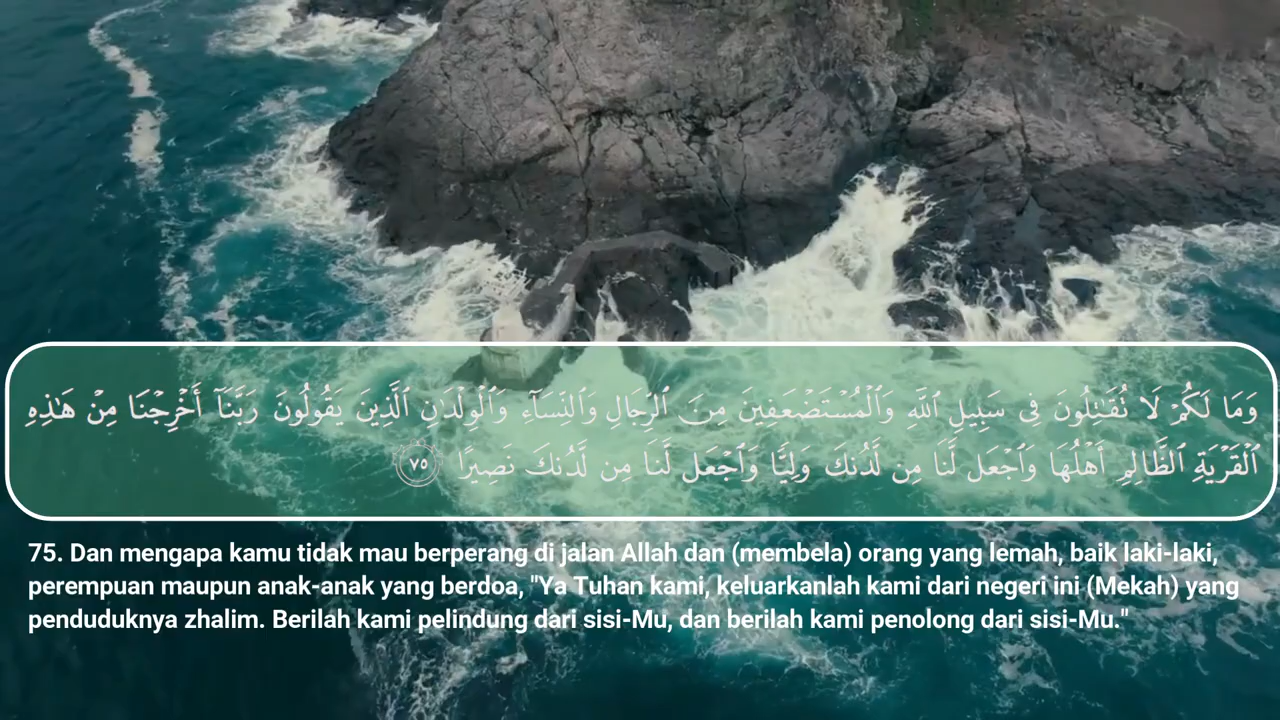 وَمَا لَكُمْ لَا تُقَٰتِلُونَ فِى سَبِيلِ ٱللَّهِ وَٱلْمُسْتَضْعَفِينَ مِنَ ٱلرِّجَالِ وَٱلنِّسَآءِ وَٱلْوِلْدَٰنِ ٱلَّذِينَ يَقُولُونَ رَبَّنَآ أَخْرِجْنَا مِنْ هَٰذِهِ
ٱلْقَرْيَةِ ٱلظَّالِمِ أَهْلُهَا وَٱجْعَل لَّنَا مِن لَّدُنكَ وَلِيًّا وَٱجْعَل لَّنَا مِن لَّدُنكَ نَصِيرًا ٧٥
75. Dan mengapa kamu tidak mau berperang di jalan Allah dan (membela) orang yang lemah, baik laki-laki,
perempuan maupun anak-anak yang berdoa, "Ya Tuhan kami, keluarkanlah kami dari negeri ini (Mekah) yang
penduduknya zhalim. Berilah kami pelindung dari sisi-Mu, dan berilah kami penolong dari sisi-Mu."